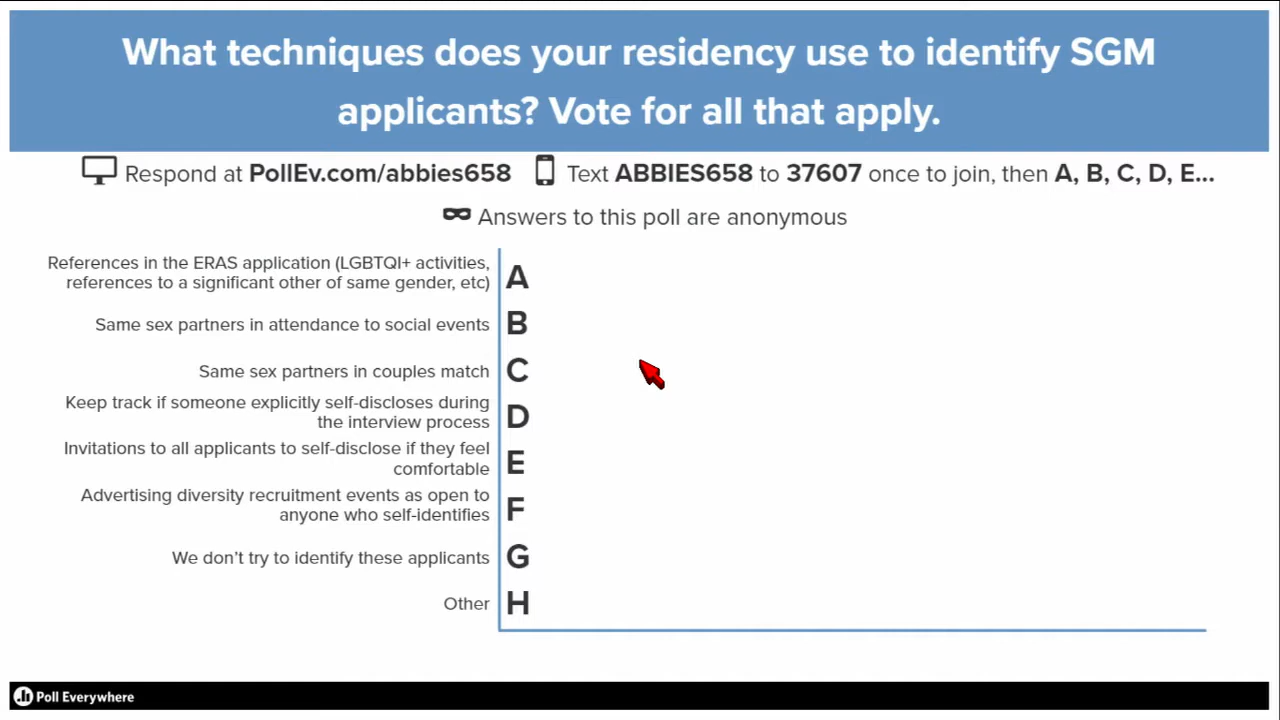 What techniques does your residency use to identify SGM
applicants? Vote for all that apply.
Respond at PollEv.com/abbies658 Text ABBIES658 to 37607 once to join, then A, B, C, D, E...
Answers to this poll are anonymous
References in the ERAS application (LGBTQI+ activities,
references to a significant other of same gender, etc) A
Same sex partners in attendance to social events B
Same sex partners in couples match C
Keep track if someone explicitly self-discloses during
the interview process D
Invitations to all applicants to self-disclose if they feel
comfortable E
Advertising diversity recruitment events as open to
anyone who self-identifies F
We don't try to identify these applicants G
Other H
Poll Everywhere